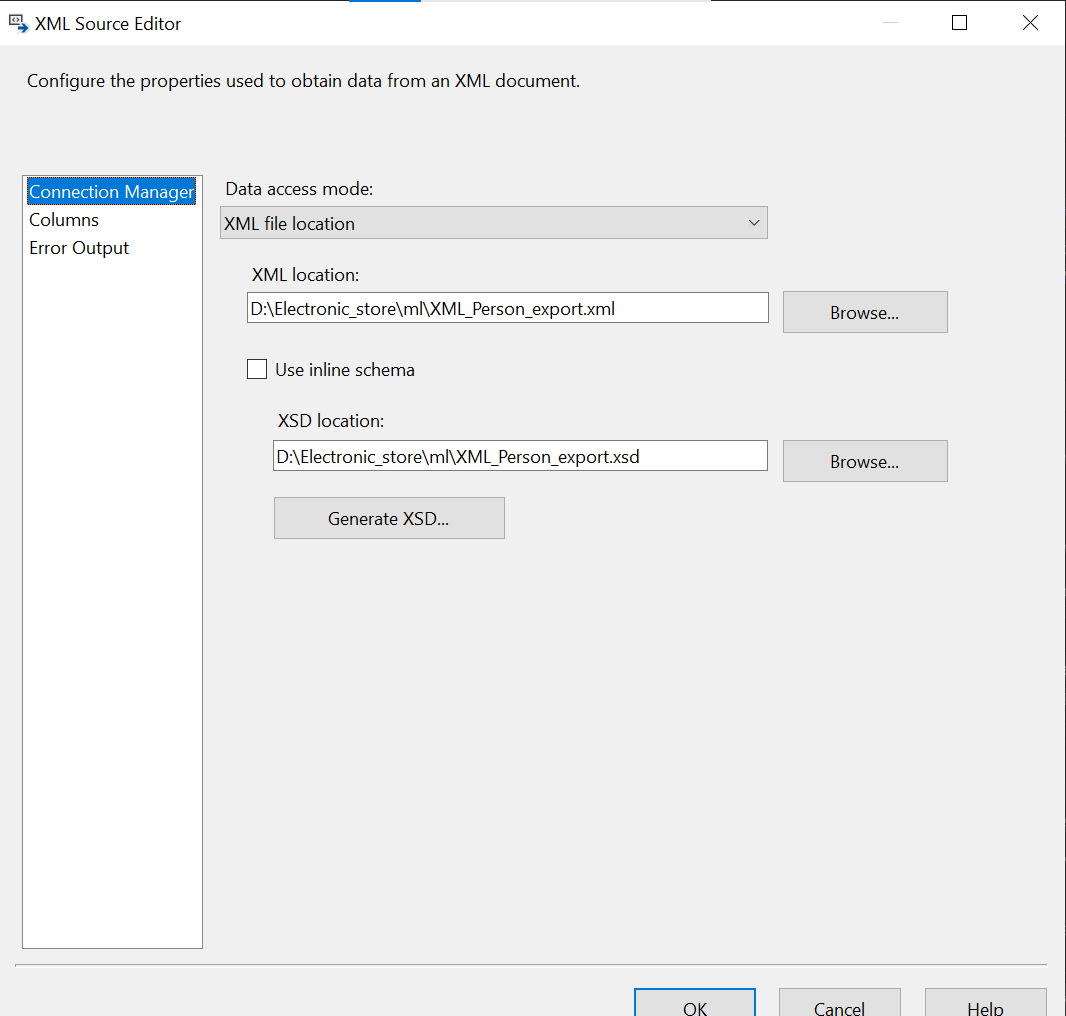 XML Source Editor
Configure the properties used to obtain data from an XML document.
Connection Manager
Columns
Error Output
Data access mode:
XML file location
XML location:
D:\Electronic_store\ml\XML_Person_export.xml
Browse...
Use inline schema
XSD location:
D:\Electronic_store\ml\XML_Person_export.xsd
Browse...
Generate XSD...
OK
Cancel
Help